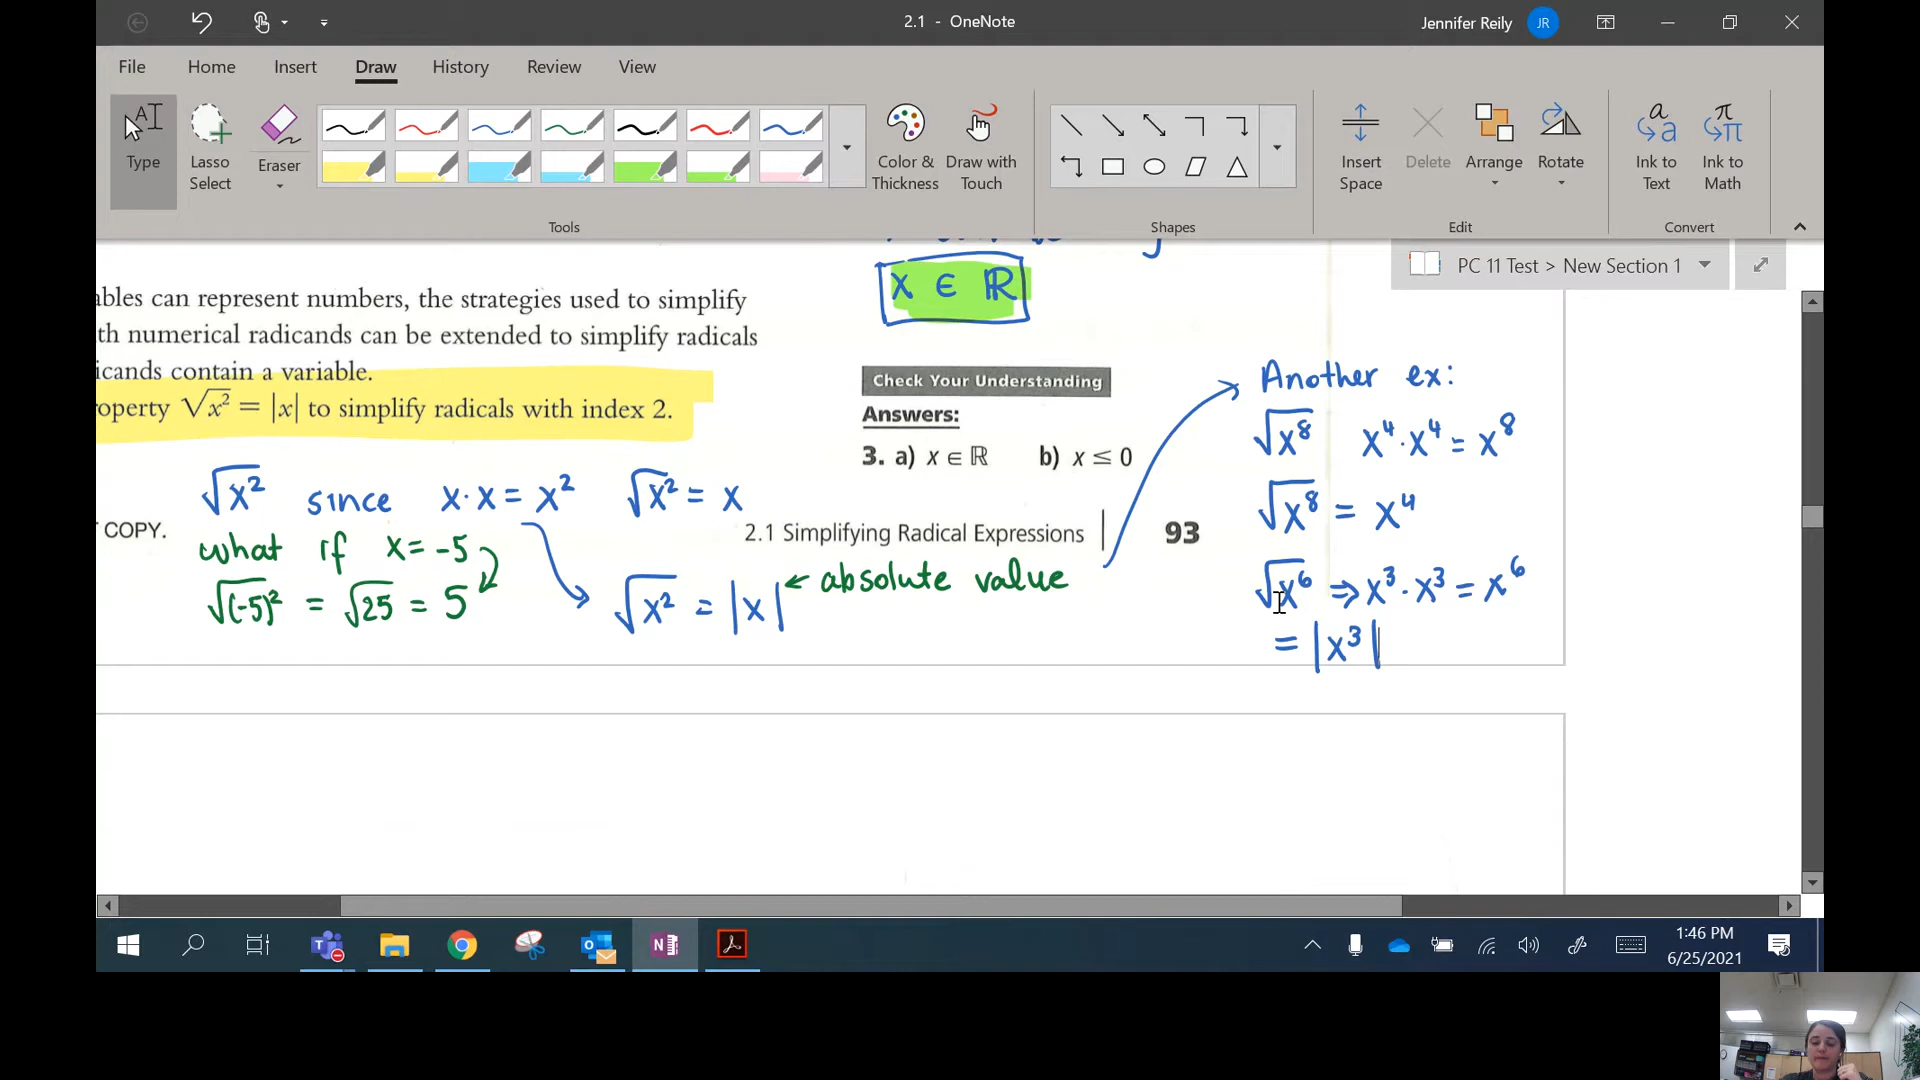 2.1 - OneNote
Jennifer Reily JR
File Home Insert Draw History Review View
Type
Lasso Select
Eraser
Color & Thickness
Draw with Touch
Insert Space
Delete
Arrange
Rotate
Ink to Text
Ink to Math
Tools Shapes Edit Convert
PC 11 Test > New Section 1
x ∈ ℝ
ables can represent numbers, the strategies used to simplify
th numerical radicands can be extended to simplify radicals
icands contain a variable.
operty √x² = |x| to simplify radicals with index 2.
Check Your Understanding
Answers:
3. a) x ∈ ℝ b) x ≤ 0
√x² since x·x = x² √x² = x
COPY.
2.1 Simplifying Radical Expressions | 93
what if x = -5
√(-5)² = √25 = 5
√x² = |x| ← absolute value
Another ex:
√x⁸ x⁴·x⁴ = x⁸
√x⁸ = x⁴
√x⁶ ⇒ x³·x³ = x⁶
= |x³|
1:46 PM
6/25/2021